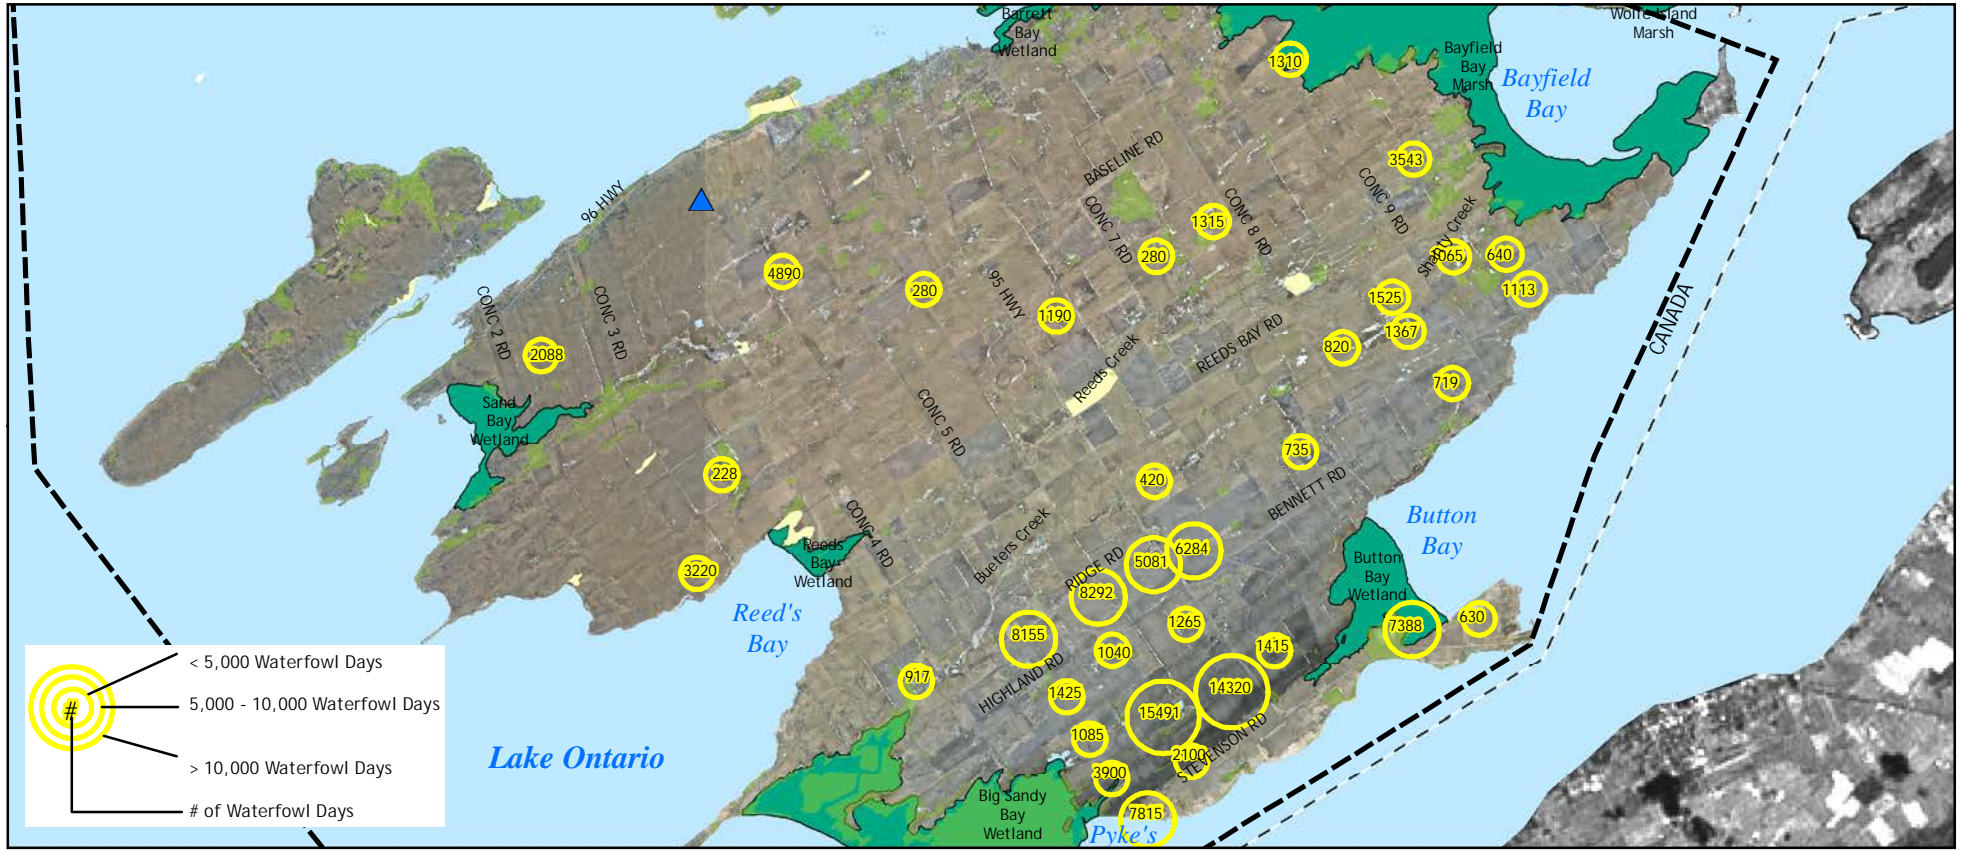 Barrett
Bay
Wetland
Wolfe Island
Marsh
1310
Bayfield
Bay
Marsh
Bayfield
Bay
3543
BASELINE RD
96 HWY
CONC 7 RD
1315
CONC 8 RD
CONC 9 RD
Shanty Creek
280
640
1113
4890
280
95 HWY
1190
1525
1367
820
REEDS BAY RD
CANADA
CONC 2 RD
CONC 3 RD
2088
Reeds Creek
719
Sand
Bay
Wetland
CONC 5 RD
735
228
420
BENNETT RD
Button
Bay
CONC 4 RD
Reeds
Bay
Wetland
Bueters Creek
6284
5081
RIDGE RD
8292
Button
Bay
Wetland
3220
Reed's
Bay
8155
1265
7388
630
1040
1415
917
HIGHLAND RD
1425
14320
15491
1085
STEVENSON RD
2100
3900
7815
Lake Ontario
Big Sandy
Bay
Wetland
Pyke's
< 5,000 Waterfowl Days
5,000 - 10,000 Waterfowl Days
#
> 10,000 Waterfowl Days
# of Waterfowl Days